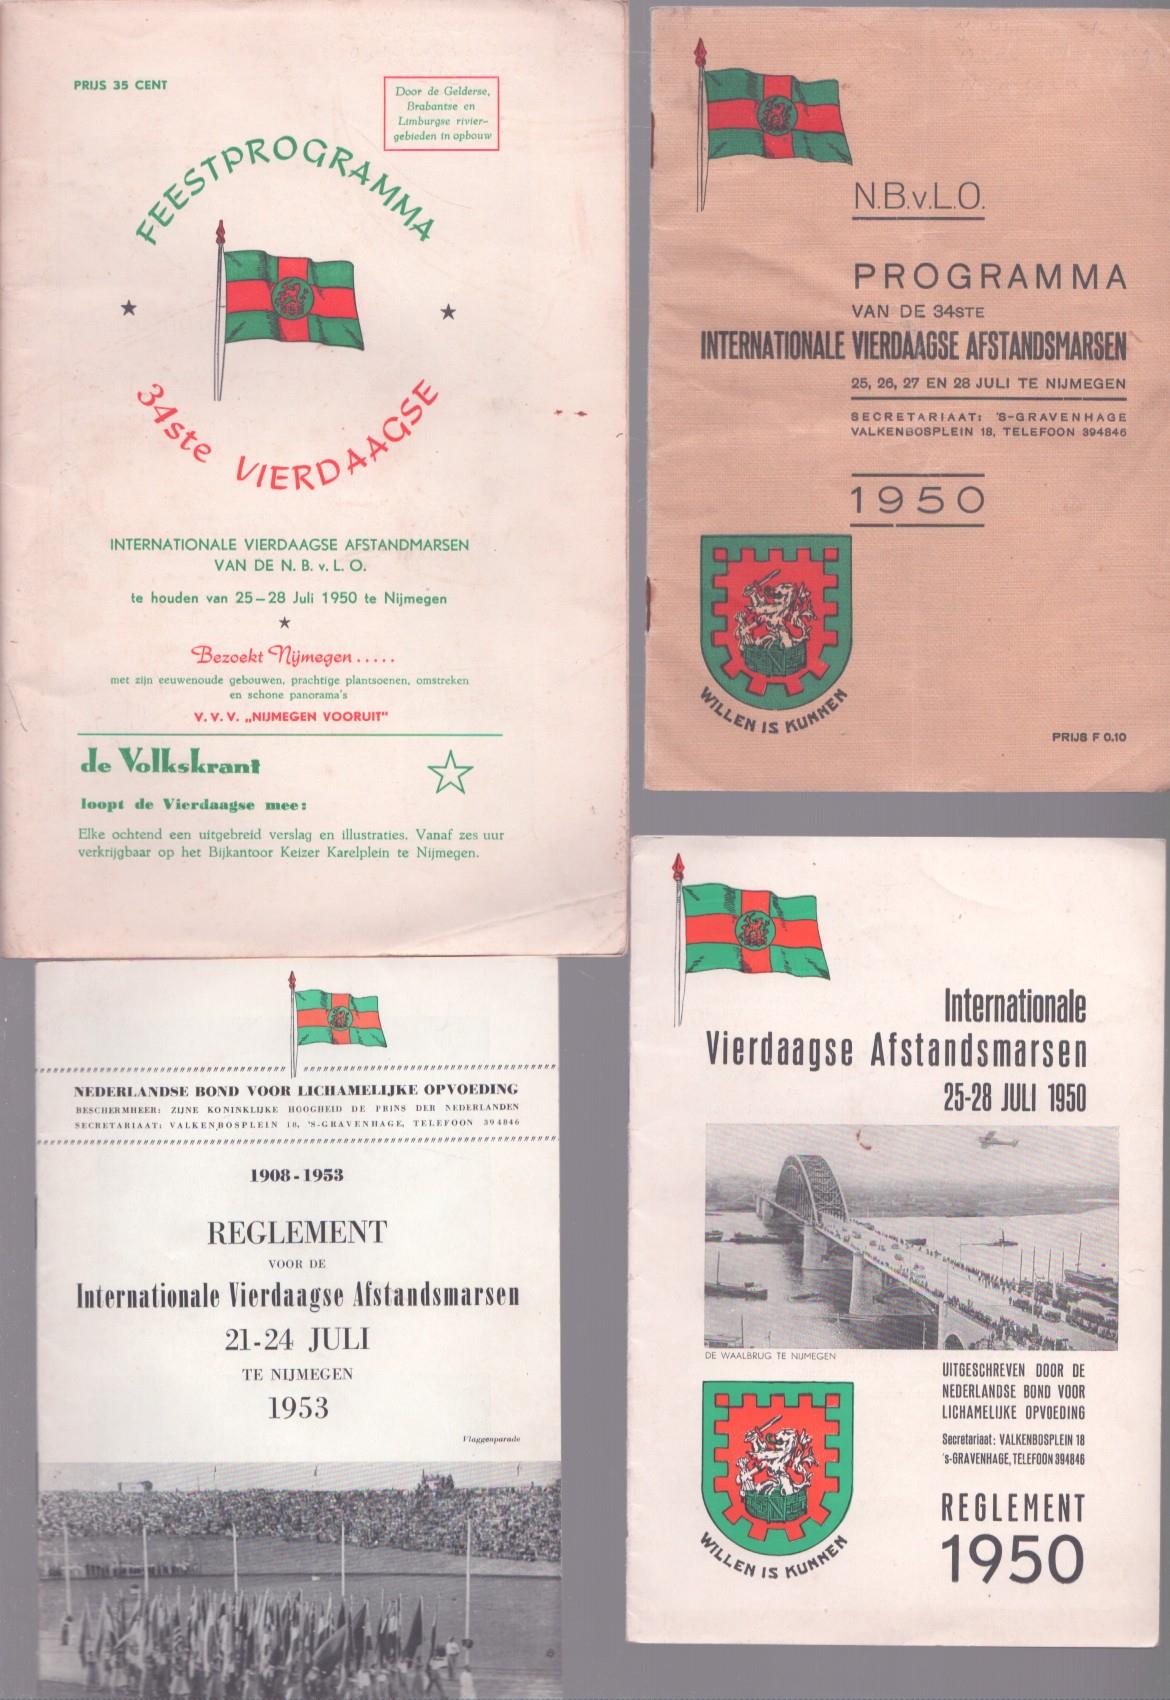 PRIJS 35 CENT
Door de Gelderse,
Brabantse en
Limburgse rivier-
gebieden in opbouw
FEESTPROGRAMMA
34ste VIERDAAGSE
INTERNATIONALE VIERDAAGSE AFSTANDMARSEN
VAN DE N. B. v. L. O.
te houden van 25–28 Juli 1950 te Nijmegen
Bezoekt Nijmegen . . . . .
met zijn eeuwenoude gebouwen, prachtige plantsoenen, omstreken
en schone panorama's
V. V. V. „NIJMEGEN VOORUIT"
de Volkskrant
loopt de Vierdaagse mee:
Elke ochtend een uitgebreid verslag en illustraties. Vanaf zes uur
verkrijgbaar op het Bijkantoor Keizer Karelplein te Nijmegen.
N.B.v.L.O.
PROGRAMMA
VAN DE 34STE
INTERNATIONALE VIERDAAGSE AFSTANDSMARSEN
25, 26, 27 EN 28 JULI TE NIJMEGEN
SECRETARIAAT: 'S-GRAVENHAGE
VALKENBOSPLEIN 18, TELEFOON 394846
1950
WILLEN IS KUNNEN
PRIJS F 0.10
NEDERLANDSE BOND VOOR LICHAMELIJKE OPVOEDING
BESCHERMHEER: ZIJNE KONINKLIJKE HOOGHEID DE PRINS DER NEDERLANDEN
SECRETARIAAT: VALKENBOSPLEIN 18, 'S-GRAVENHAGE, TELEFOON 394846
1908-1953
REGLEMENT
VOOR DE
Internationale Vierdaagse Afstandsmarsen
21-24 JULI
TE NIJMEGEN
1953
Vlaggenparade
Internationale
Vierdaagse Afstandsmarsen
25-28 JULI 1950
DE WAALBRUG TE NIJMEGEN
UITGESCHREVEN DOOR DE
NEDERLANDSE BOND VOOR
LICHAMELIJKE OPVOEDING
Secretariaat: VALKENBOSPLEIN 18
's-GRAVENHAGE, TELEFOON 394846
REGLEMENT
1950
WILLEN IS KUNNEN